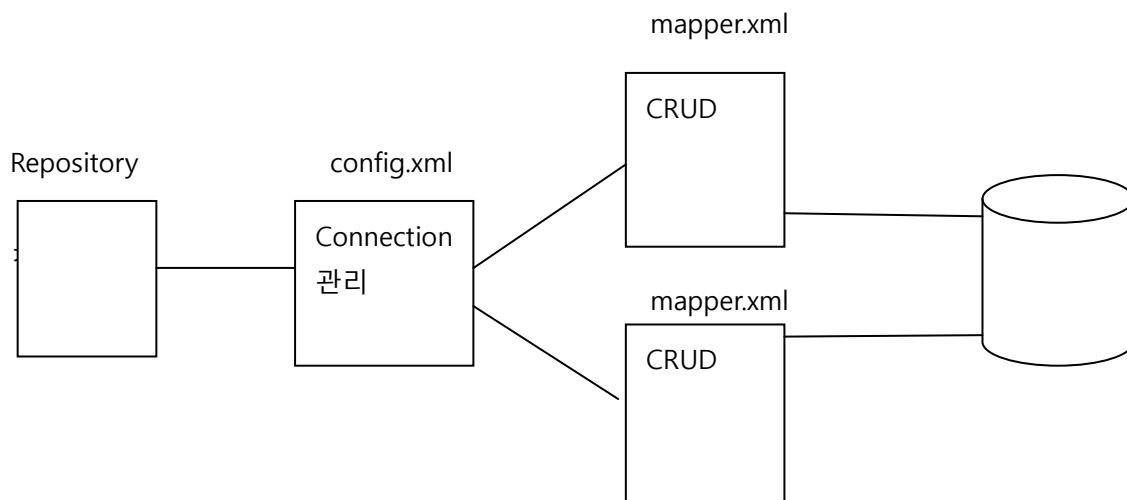 mapper.xml
CRUD
Repository
config.xml
Connection
관리
mapper.xml
CRUD